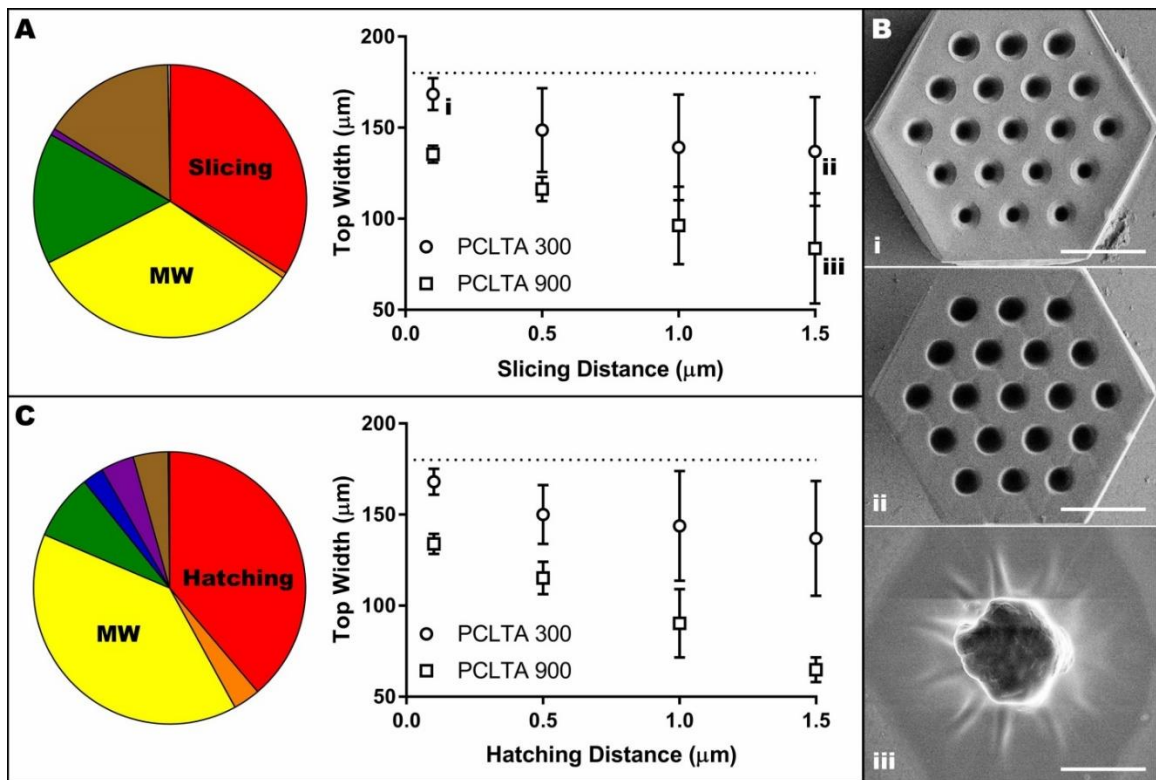 A
Slicing
MW
Top Width (μm)
200
150
100
50
i
ii
iii
PCLTA 300
PCLTA 900
0.0 0.5 1.0 1.5
Slicing Distance (μm)
B
i
ii
iii
C
Hatching
MW
Top Width (μm)
200
150
100
50
PCLTA 300
PCLTA 900
0.0 0.5 1.0 1.5
Hatching Distance (μm)